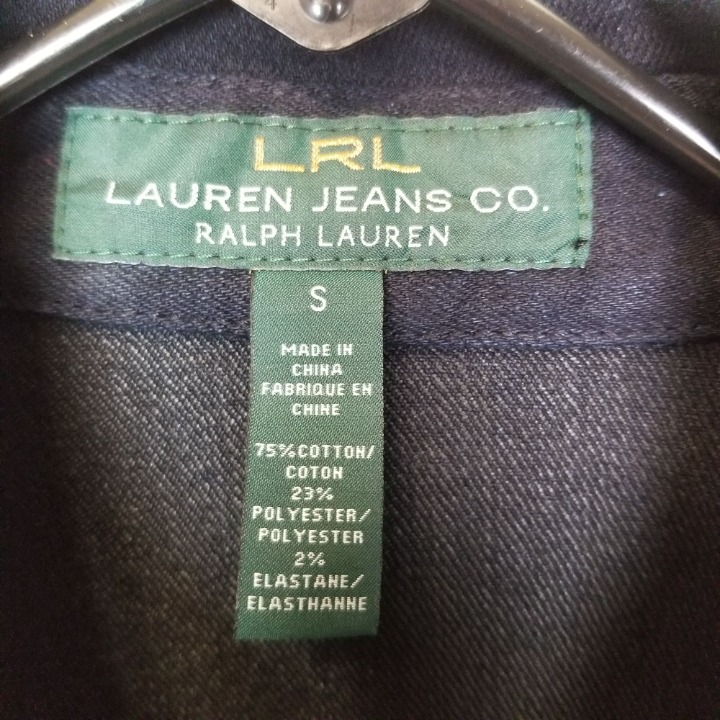 LRL
LAUREN JEANS CO.
RALPH LAUREN
S
MADE IN
CHINA
FABRIQUE EN
CHINE
75%COTTON/
COTON
23%
POLYESTER/
POLYESTER
2%
ELASTANE/
ELASTHANNE